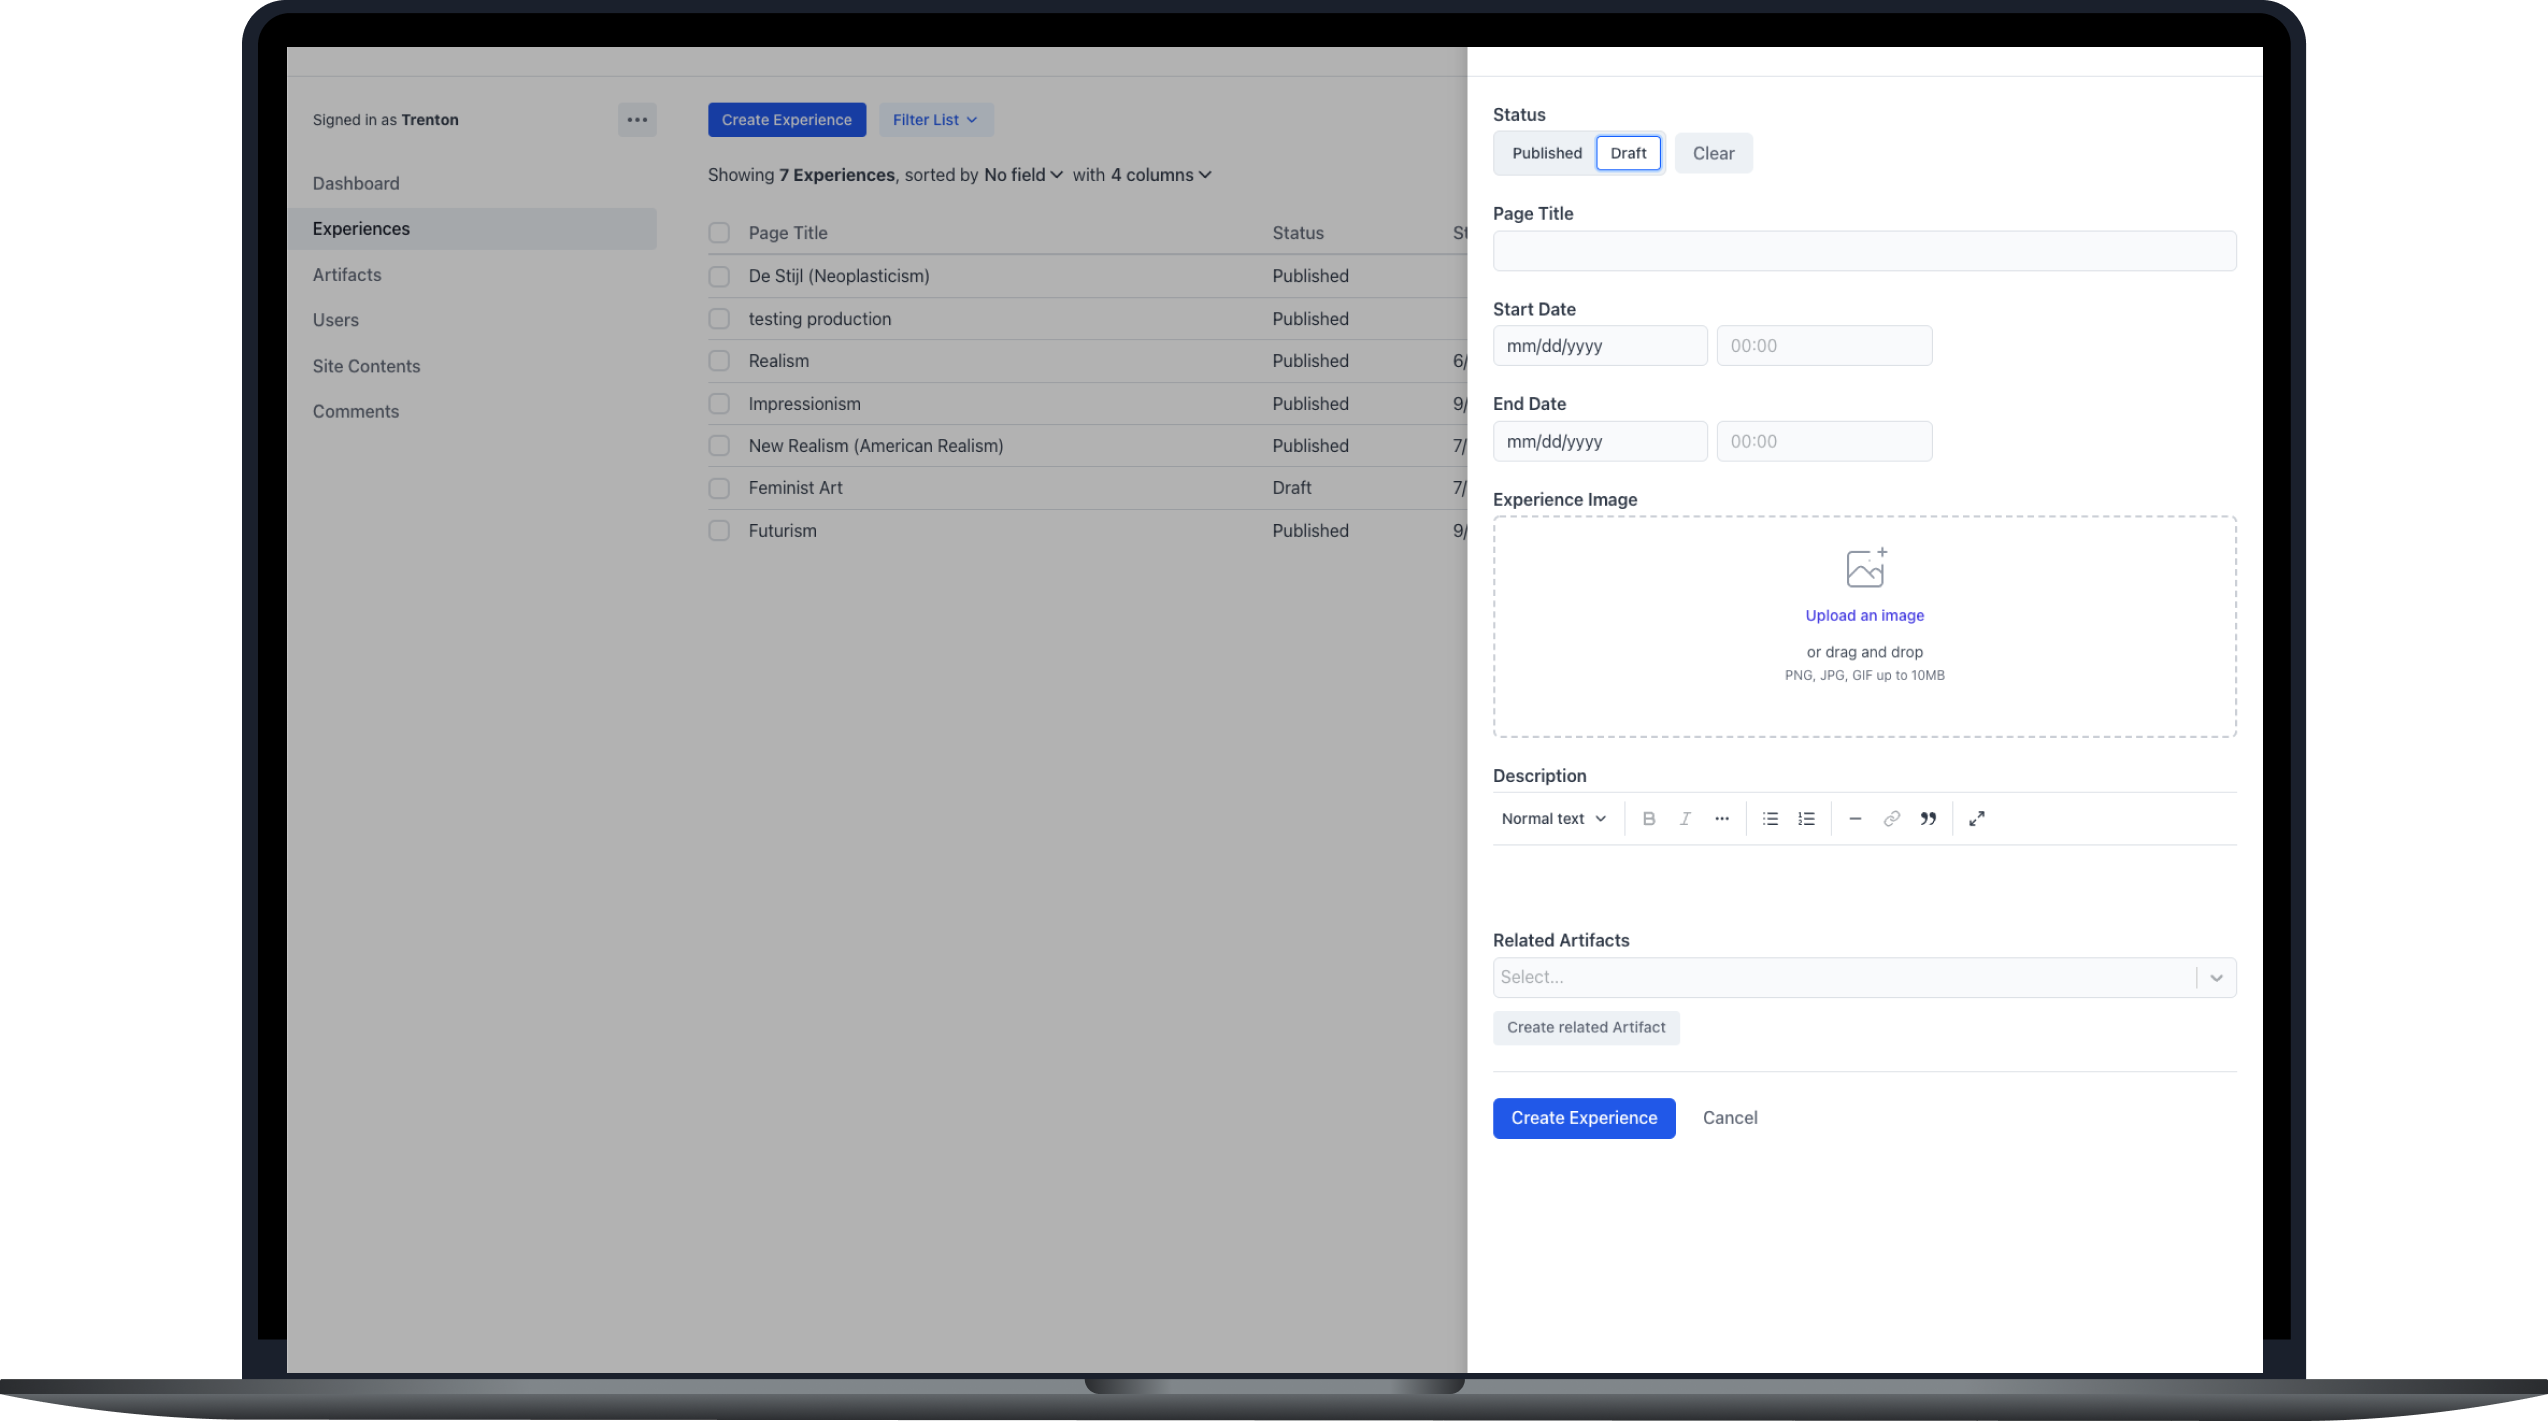 Signed in as Trenton
Dashboard
Experiences
Artifacts
Users
Site Contents
Comments
Create Experience Filter List
Showing 7 Experiences, sorted by No field with 4 columns
Page Title Status St
De Stijl (Neoplasticism) Published
testing production Published
Realism Published 6/
Impressionism Published 9/
New Realism (American Realism) Published 7/
Feminist Art Draft 7/
Futurism Published 9/
Status
Published Draft Clear
Page Title
Start Date
mm/dd/yyyy 00:00
End Date
mm/dd/yyyy 00:00
Experience Image
Upload an image
or drag and drop
PNG, JPG, GIF up to 10MB
Description
Normal text B I
Related Artifacts
Select...
Create related Artifact
Create Experience Cancel